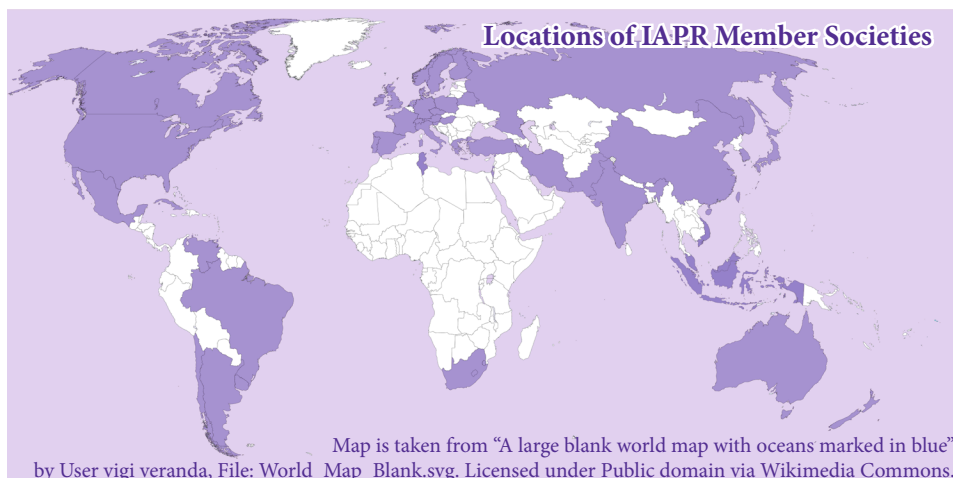 Locations of IAPR Member Societies
Map is taken from “A large blank world map with oceans marked in blue”
by User vigi veranda, File: World_Map_Blank.svg. Licensed under Public domain via Wikimedia Commons.